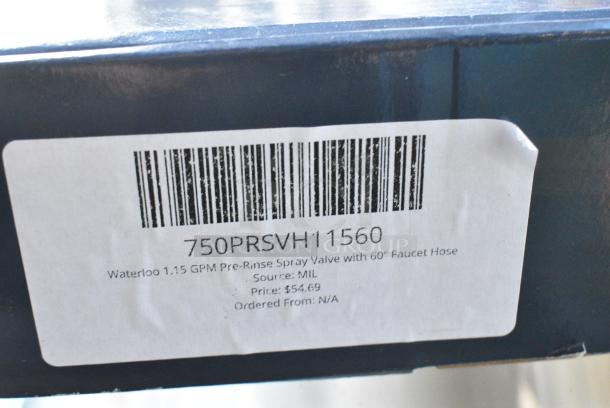 750PRSVH11560
GROUP
Waterloo 1.15 GPM Pre-Rinse Spray Valve with 60" Faucet Hose
Source: MIL
Price: $54.69
Ordered From: N/A